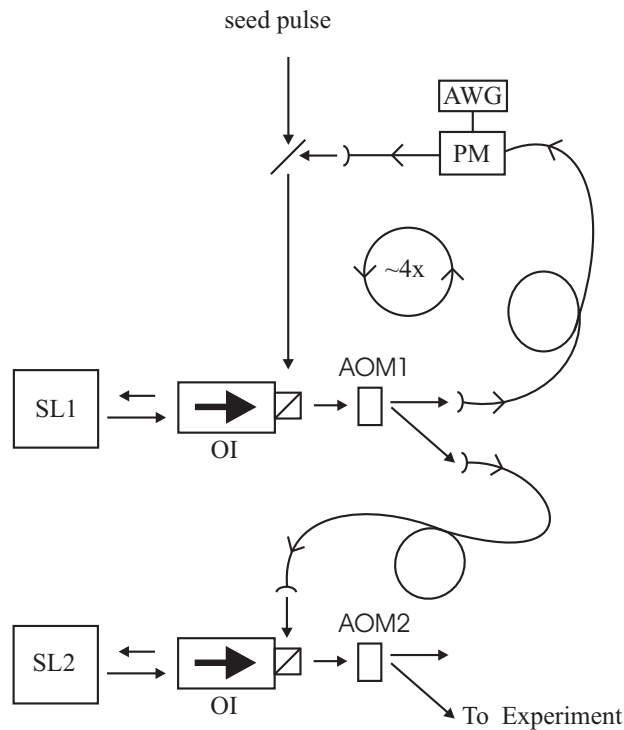 seed pulse
AWG
PM
~4x
AOM1
SL1
OI
AOM2
SL2
OI
To Experiment